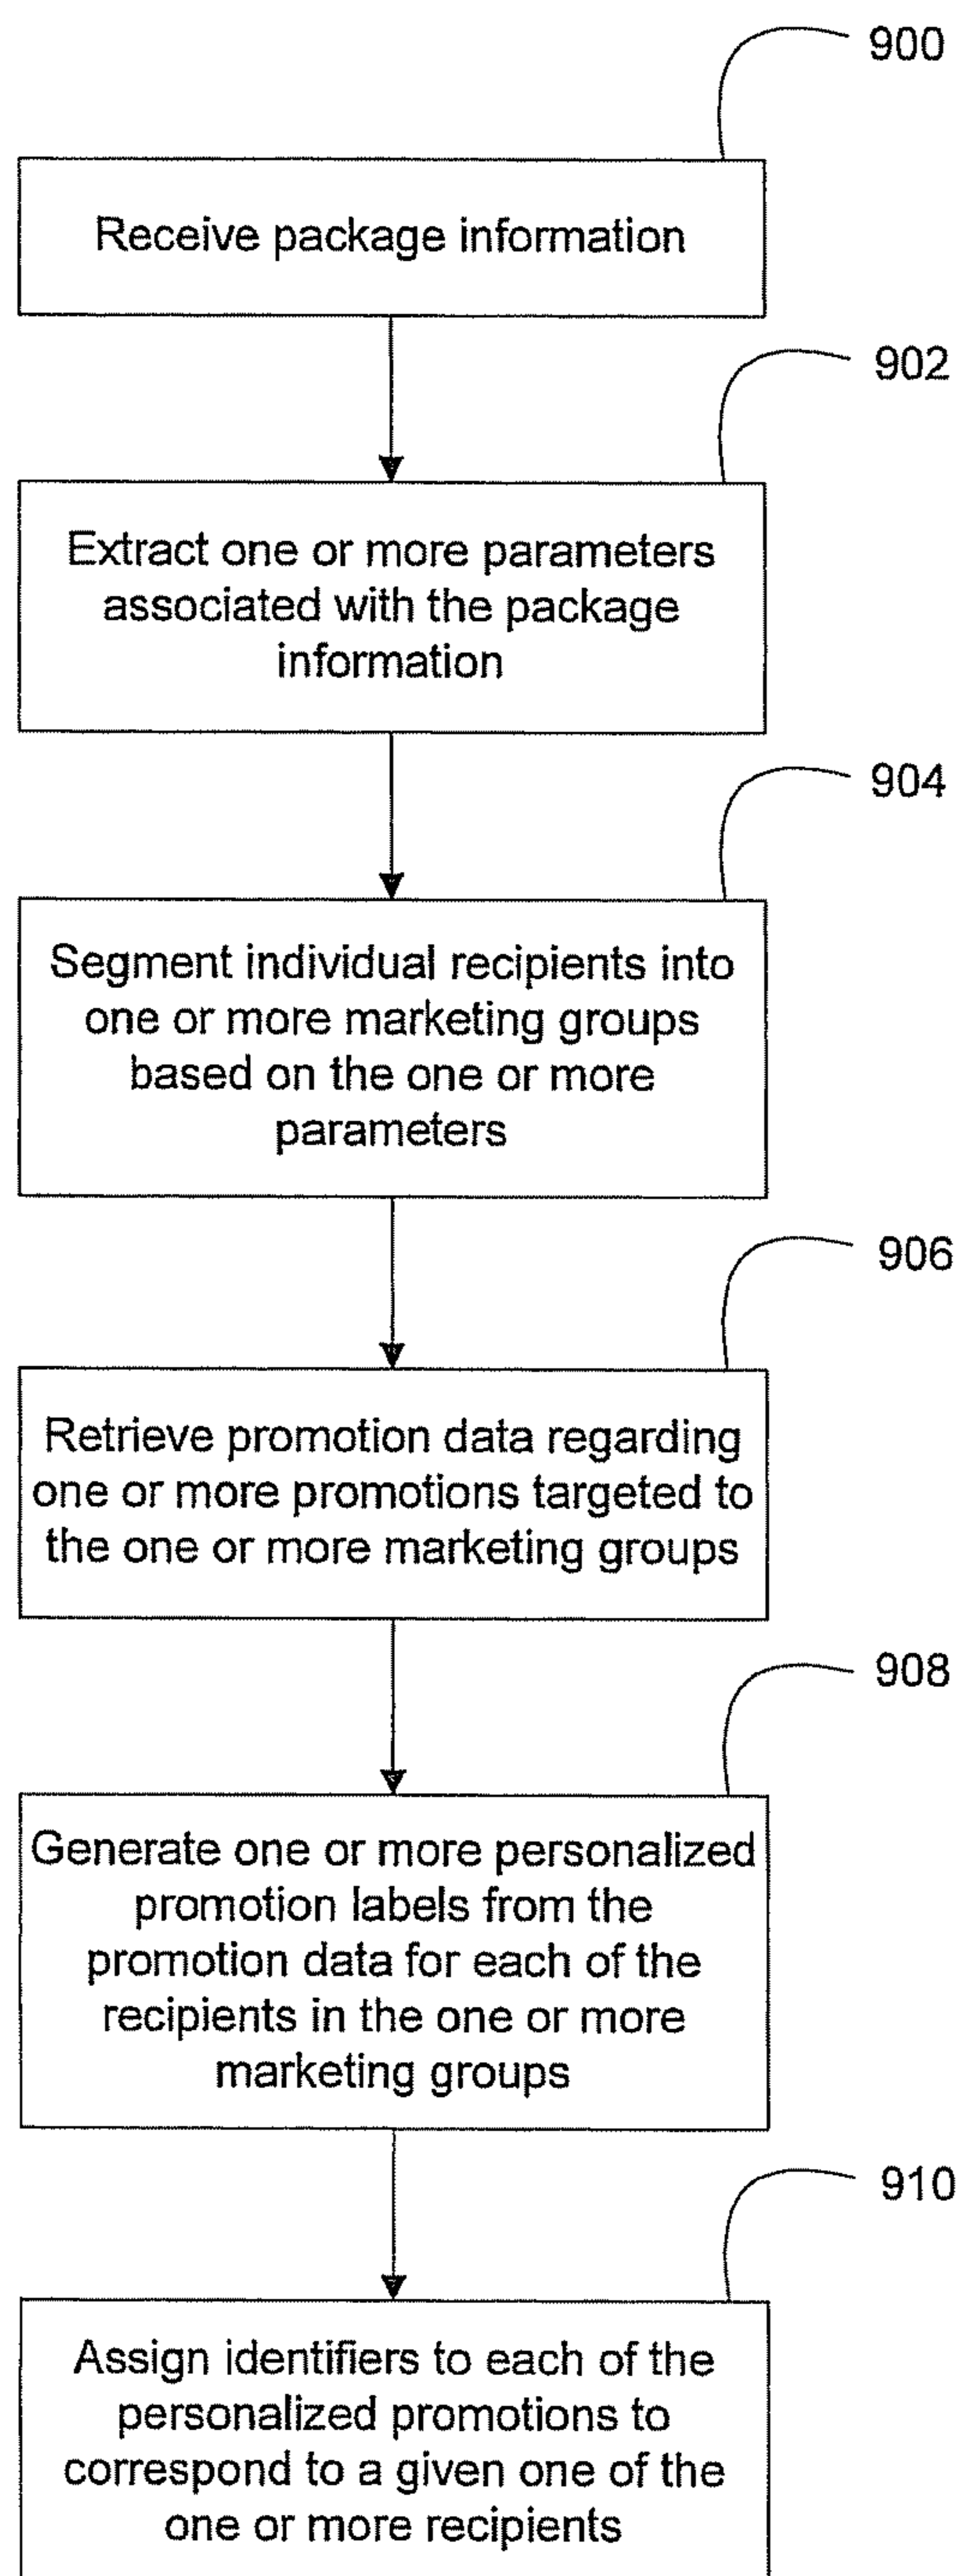 900
Receive package information
902
Extract one or more parameters
associated with the package
information
904
Segment individual recipients into
one or more marketing groups
based on the one or more
parameters
906
Retrieve promotion data regarding
one or more promotions targeted to
the one or more marketing groups
908
Generate one or more personalized
promotion labels from the
promotion data for each of the
recipients in the one or more
marketing groups
910
Assign identifiers to each of the
personalized promotions to
correspond to a given one of the
one or more recipients